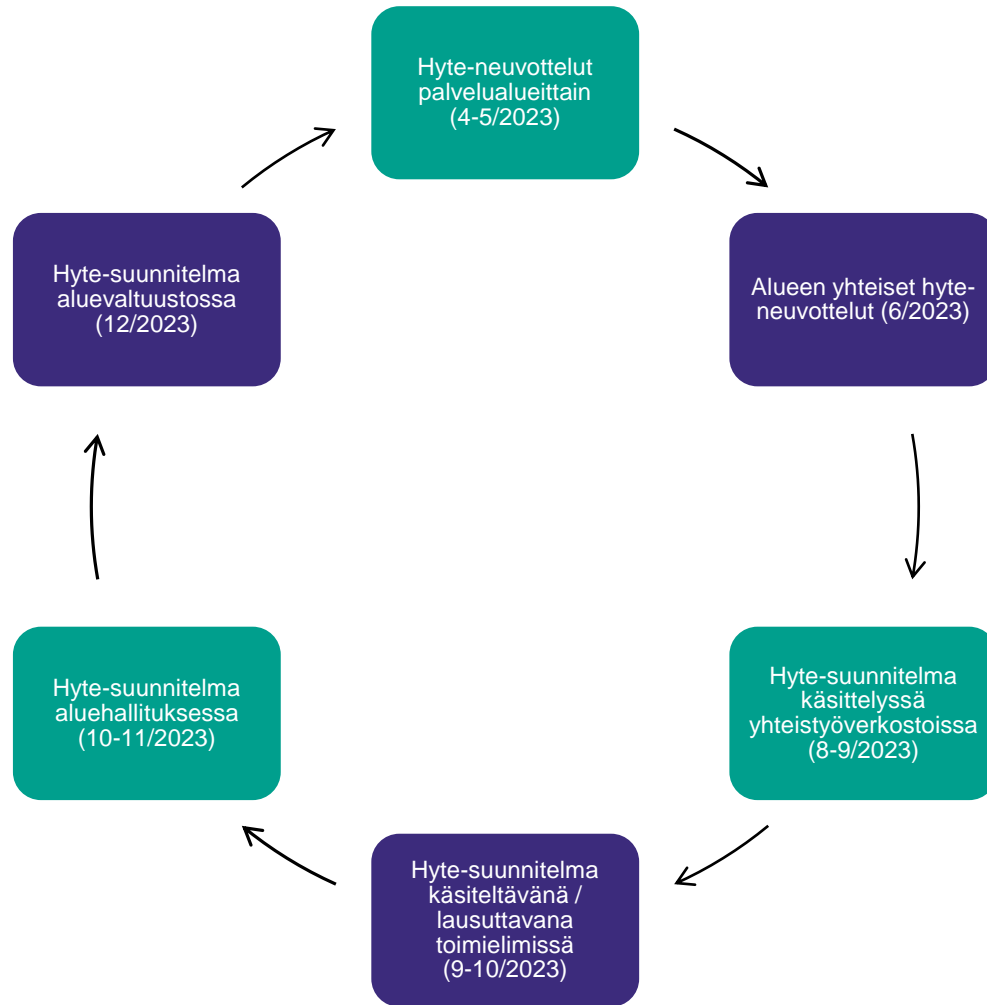 Hyte-neuvottelut
palvelualueittain
(4-5/2023)
Alueen yhteiset hyte-
neuvottelut (6/2023)
Hyte-suunnitelma
käsittelyssä
yhteistyöverkostoissa
(8-9/2023)
Hyte-suunnitelma
käsiteltävänä /
lausuttavana
toimielimissä
(9-10/2023)
Hyte-suunnitelma
aluehallituksessa
(10-11/2023)
Hyte-suunnitelma
aluevaltuustossa
(12/2023)